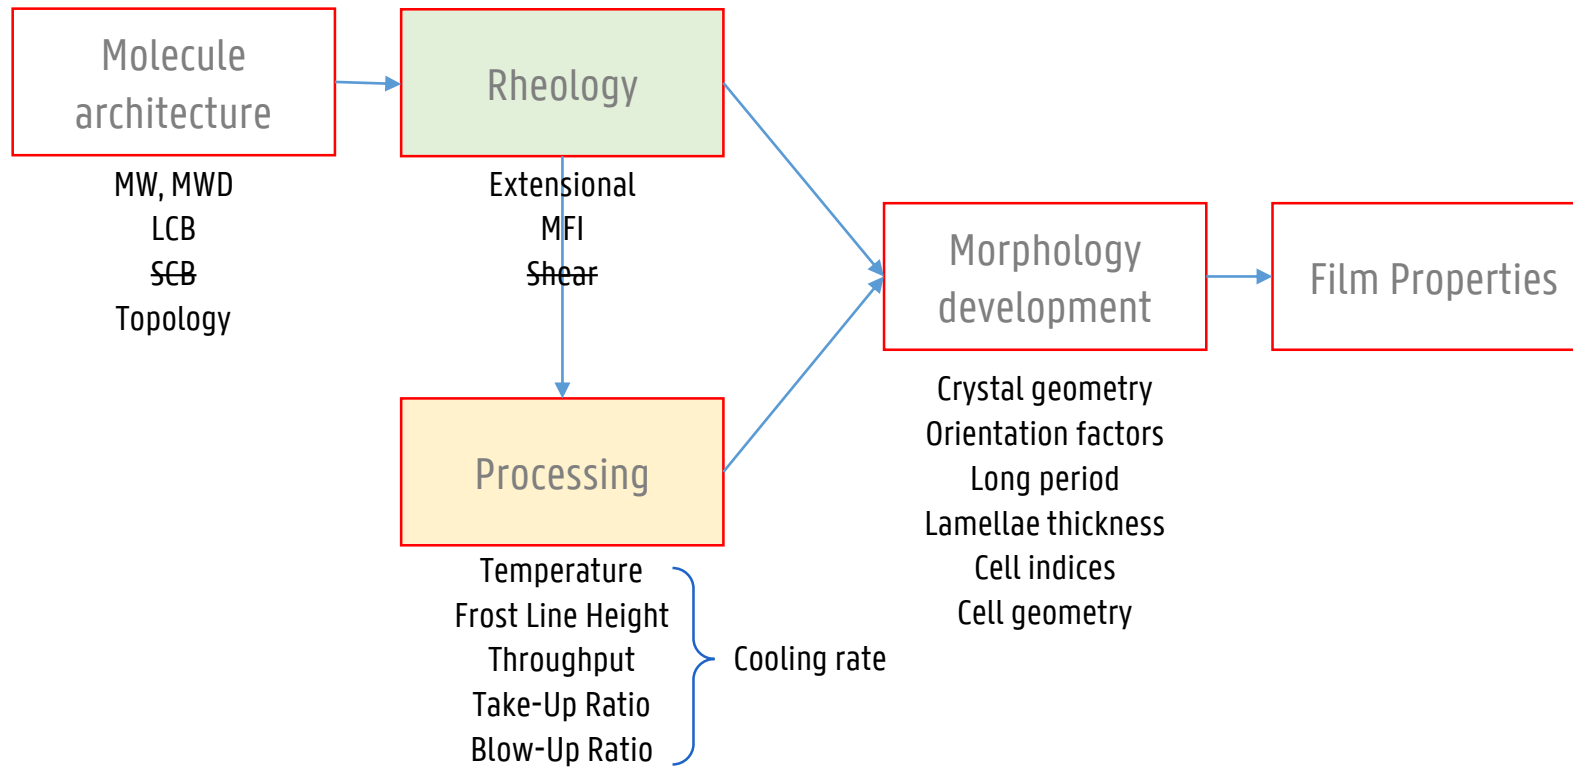 Molecule
architecture
MW, MWD
LCB
SCB
Topology
Rheology
Extensional
MFI
Shear
Processing
Temperature
Frost Line Height
Throughput
Take-Up Ratio
Blow-Up Ratio
Cooling rate
Morphology
development
Crystal geometry
Orientation factors
Long period
Lamellae thickness
Cell indices
Cell geometry
Film Properties